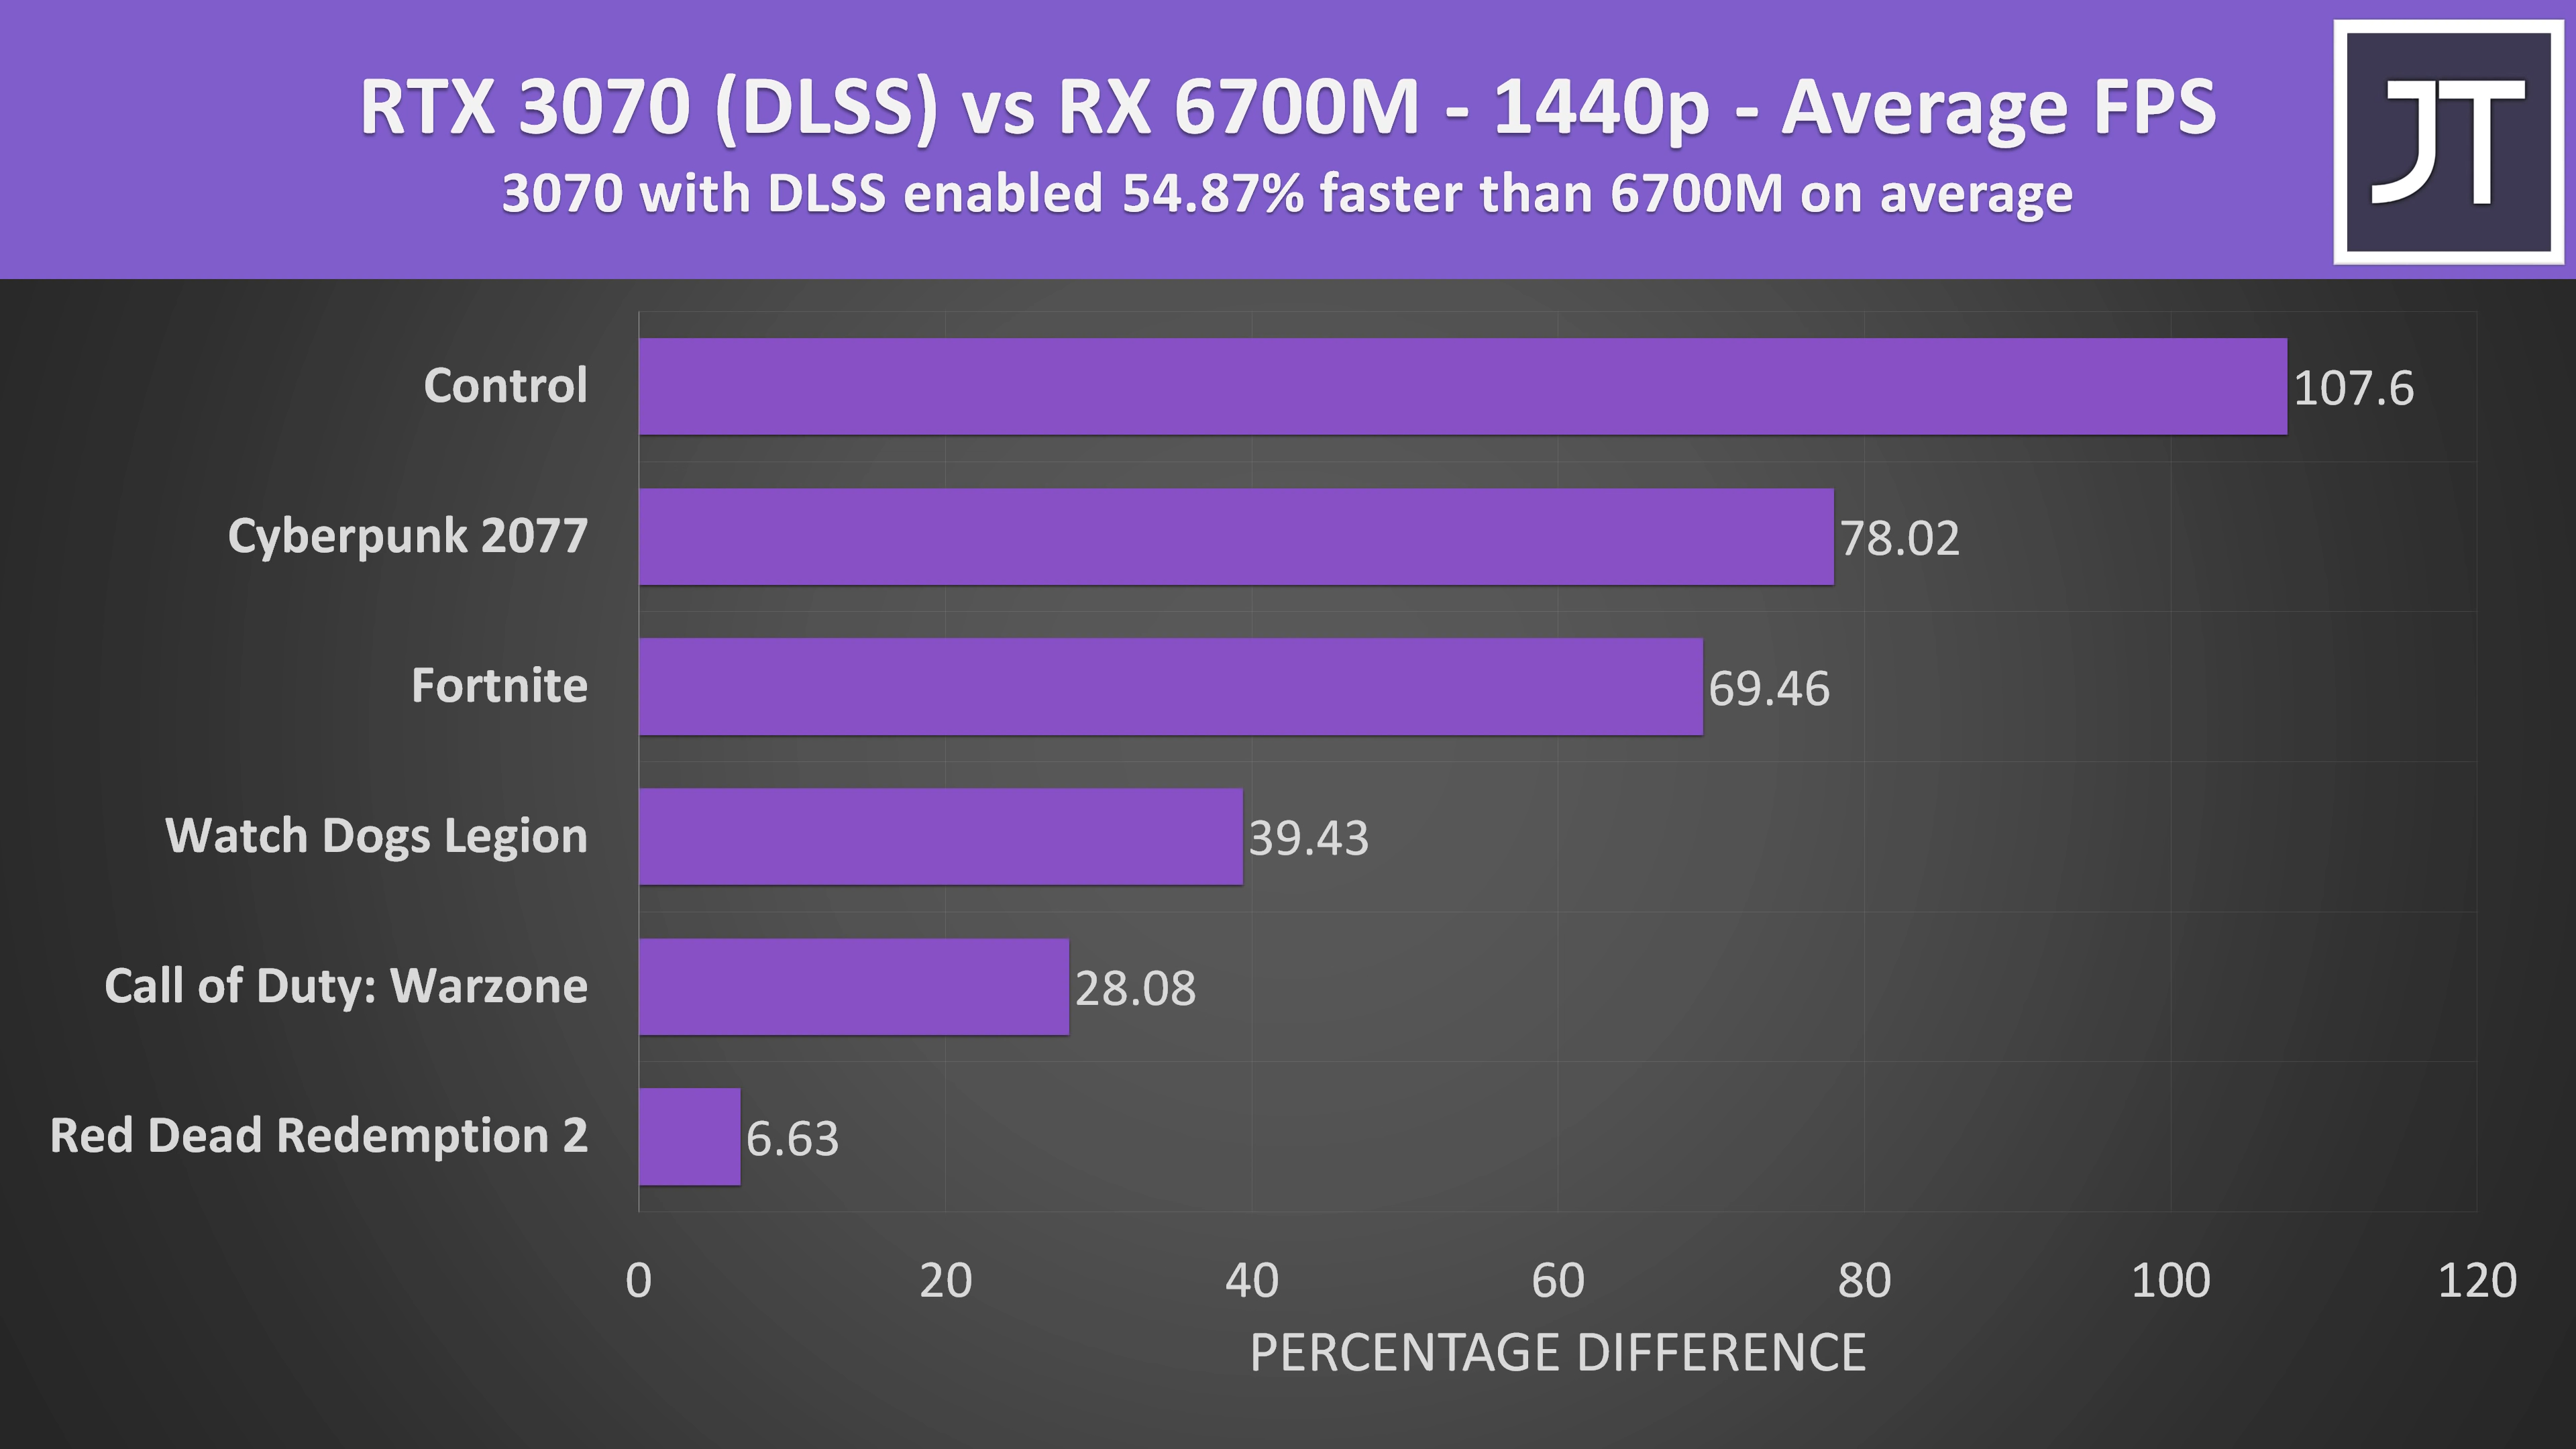 RTX 3070 (DLSS) vs RX 6700M - 1440p - Average FPS
3070 with DLSS enabled 54.87% faster than 6700M on average
JT
Control
107.6
Cyberpunk 2077
78.02
Fortnite
69.46
Watch Dogs Legion
39.43
Call of Duty: Warzone
28.08
Red Dead Redemption 2
6.63
0 20 40 60 80 100 120
PERCENTAGE DIFFERENCE